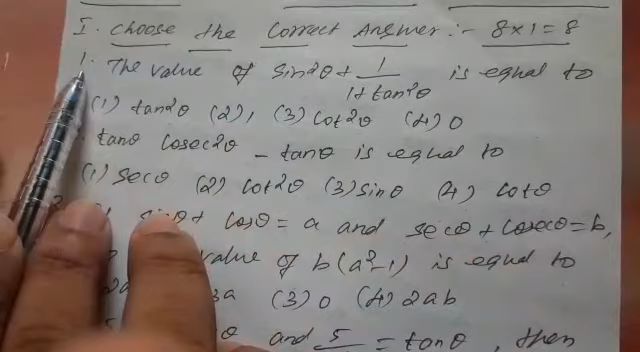 I. choose the correct Answer:- 8x1=8
1. The value of sin²θ + 1/(1+tan²θ) is equal to
(1) tan²θ (2) 1 (3) cot²θ (4) 0
tanθ cosec²θ - tanθ is equal to
(1) secθ (2) cot²θ (3) sinθ (4) cotθ
sinθ + cosθ = a and secθ + cosecθ = b,
value of b(a²-1) is equal to
3a (3) 0 (4) 2ab
and 5 = tanθ, then